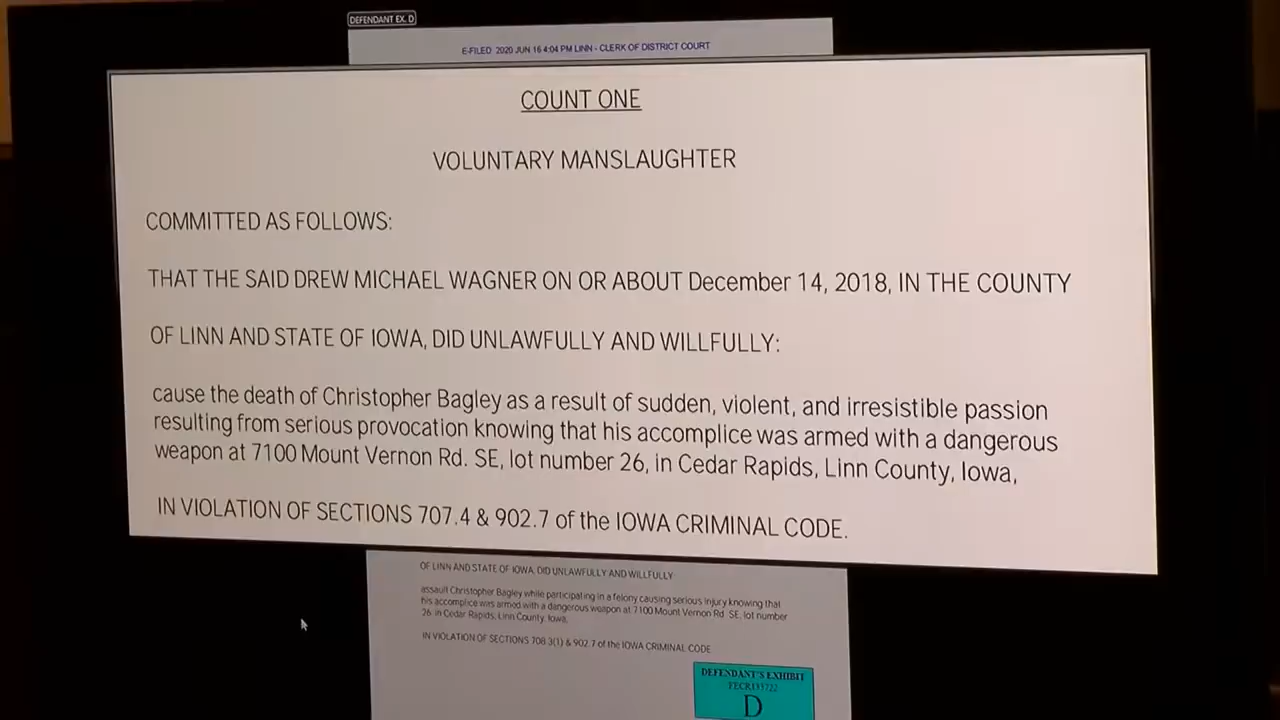 DEFENDANT EX. D
E-FILED 2020 JUN 16 4:04 PM LINN - CLERK OF DISTRICT COURT
COUNT ONE
VOLUNTARY MANSLAUGHTER
COMMITTED AS FOLLOWS:
THAT THE SAID DREW MICHAEL WAGNER ON OR ABOUT December 14, 2018, IN THE COUNTY
OF LINN AND STATE OF IOWA, DID UNLAWFULLY AND WILLFULLY:
cause the death of Christopher Bagley as a result of sudden, violent, and irresistible passion
resulting from serious provocation knowing that his accomplice was armed with a dangerous
weapon at 7100 Mount Vernon Rd. SE, lot number 26, in Cedar Rapids, Linn County, Iowa,
IN VIOLATION OF SECTIONS 707.4 & 902.7 of the IOWA CRIMINAL CODE.
OF LINN AND STATE OF IOWA, DID UNLAWFULLY AND WILLFULLY
assault Christopher Bagley while participating in a felony causing serious injury knowing that
his accomplice was armed with a dangerous weapon at 7100 Mount Vernon Rd. SE, lot number
26, in Cedar Rapids, Linn County, Iowa,
IN VIOLATION OF SECTIONS 708.3(1) & 902.7 of the IOWA CRIMINAL CODE
DEFENDANT'S EXHIBIT
D